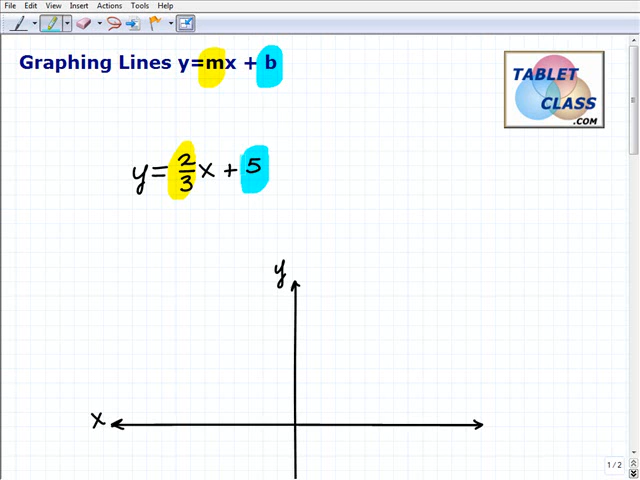 File Edit View Insert Actions Tools Help
Graphing Lines y=mx + b
TABLET
CLASS
.COM
y = 2/3 x + 5
y
x
1 / 2